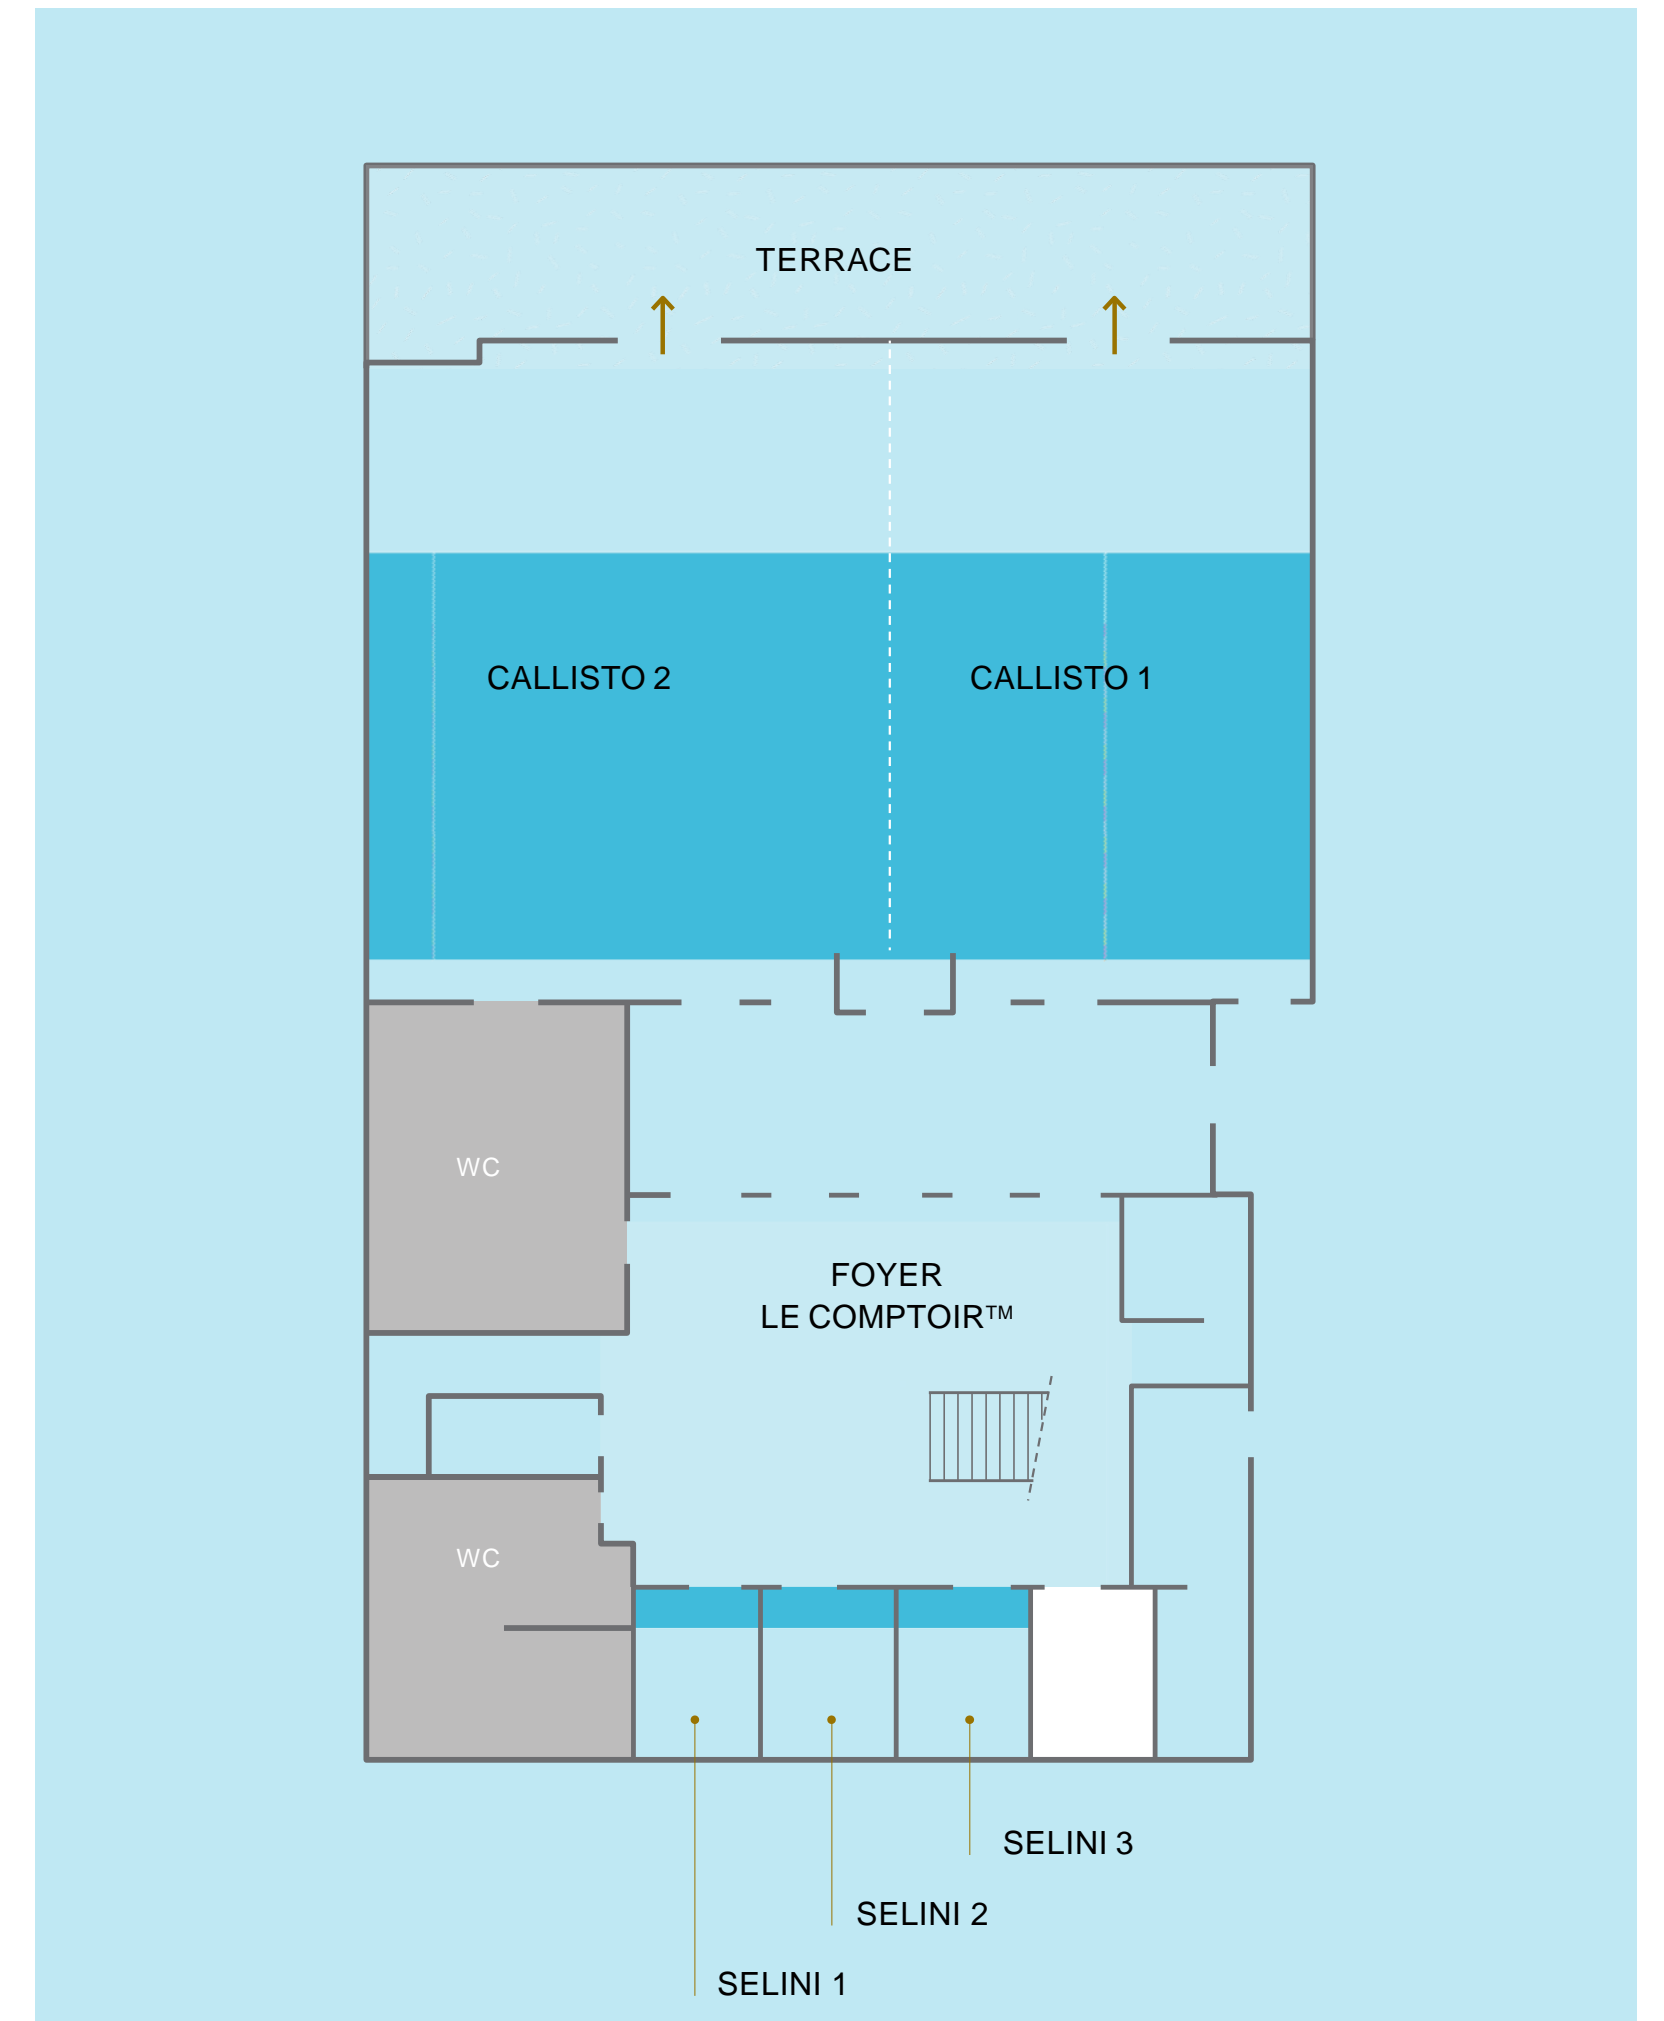 TERRACE
CALLISTO 2
CALLISTO 1
WC
FOYER
LE COMPTOIR™
WC
SELINI 3
SELINI 2
SELINI 1